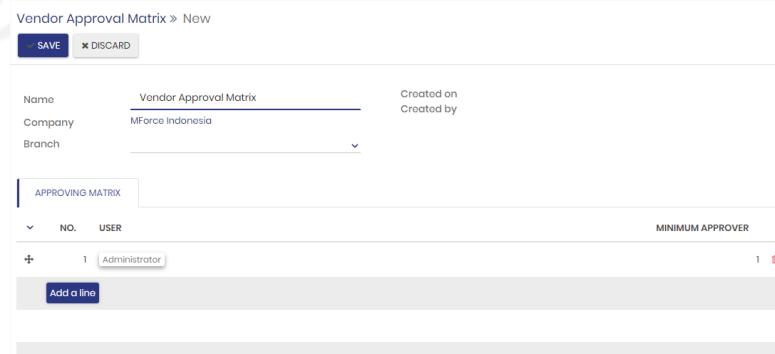 Vendor Approval Matrix » New
SAVE DISCARD
Name Vendor Approval Matrix Created on
Company MForce Indonesia Created by
Branch
APPROVING MATRIX
NO. USER MINIMUM APPROVER
1 Administrator 1
Add a line